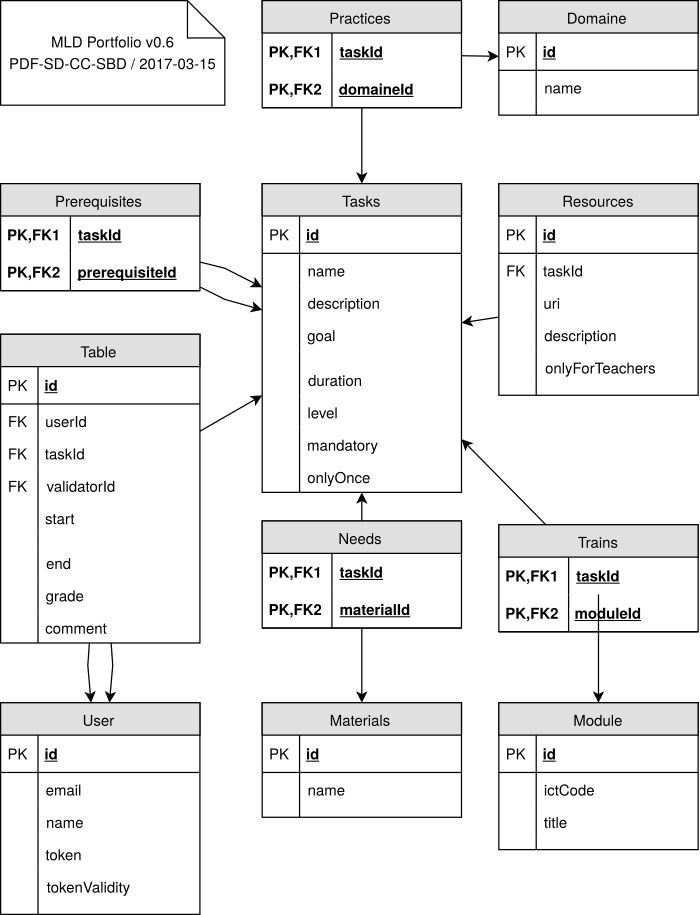 MLD Portfolio v0.6
PDF-SD-CC-SBD / 2017-03-15
Practices
PK,FK1 taskId
PK,FK2 domaineId
Domaine
PK id
name
Prerequisites
PK,FK1 taskId
PK,FK2 prerequisiteId
Tasks
PK id
name
description
goal
duration
level
mandatory
onlyOnce
Resources
PK id
FK taskId
uri
description
onlyForTeachers
Table
PK id
FK userId
FK taskId
FK validatorId
start
end
grade
comment
Needs
PK,FK1 taskId
PK,FK2 materialId
Trains
PK,FK1 taskId
PK,FK2 moduleId
User
PK id
email
name
token
tokenValidity
Materials
PK id
name
Module
PK id
ictCode
title